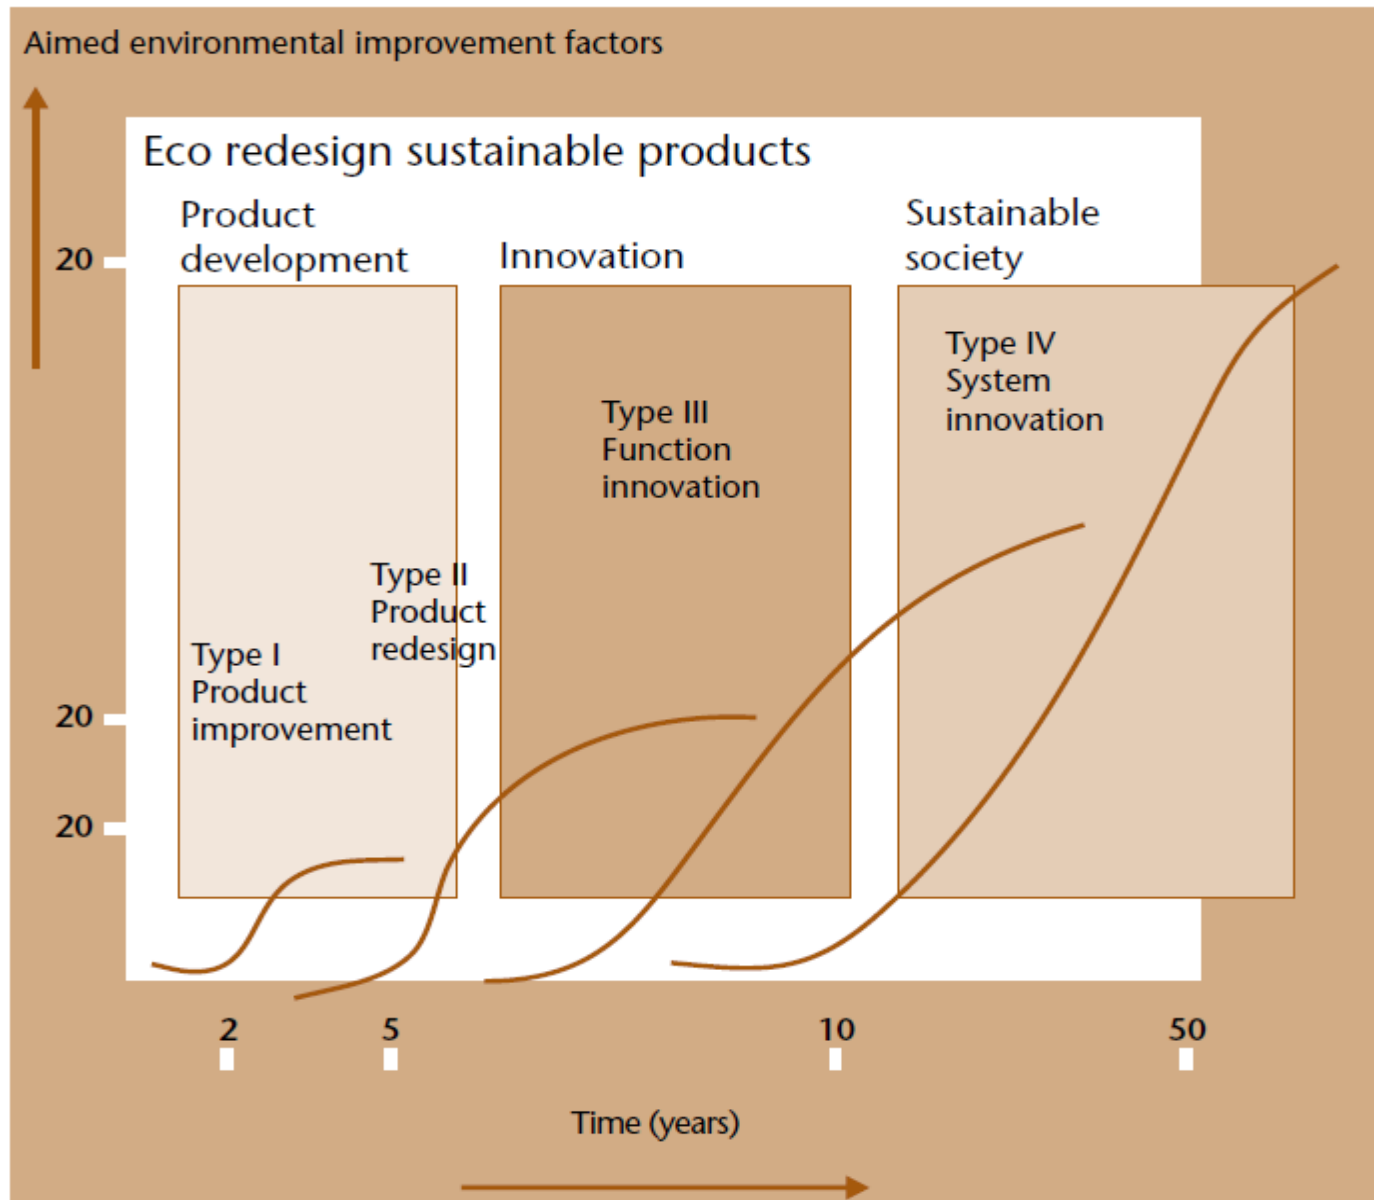 Aimed environmental improvement factors
Eco redesign sustainable products
Product
development
Innovation
Sustainable
society
20
Type IV
System
innovation
Type III
Function
innovation
Type II
Product
redesign
Type I
Product
improvement
20
20
2
5
10
50
Time (years)